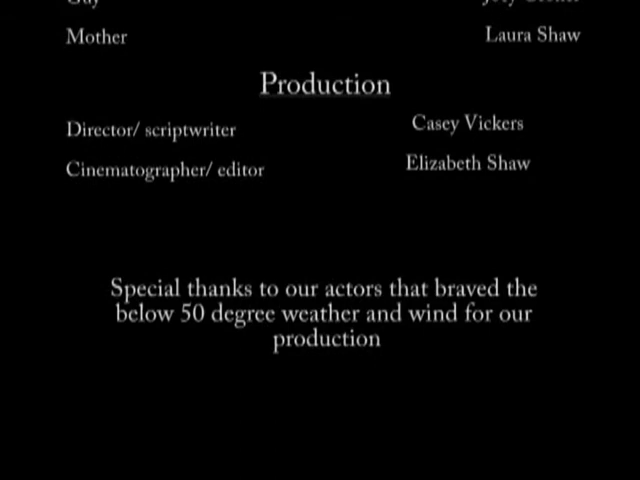 Mother Laura Shaw
Production
Director/ scriptwriter Casey Vickers
Cinematographer/ editor Elizabeth Shaw
Special thanks to our actors that braved the
below 50 degree weather and wind for our
production